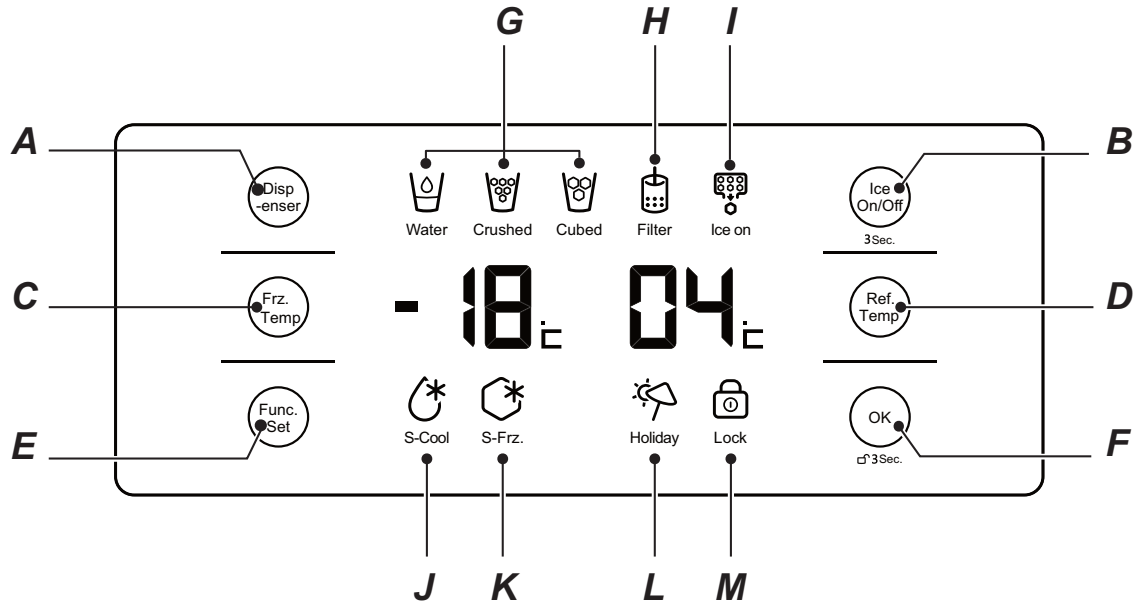 G H I
A B
Disp
-enser
Ice
On/Off
3Sec.
Water Crushed Cubed Filter Ice on
C D
Frz.
Temp
-18°C 04°C
Ref.
Temp
E F
Func.
Set
OK
3Sec.
S-Cool S-Frz. Holiday Lock
J K L M